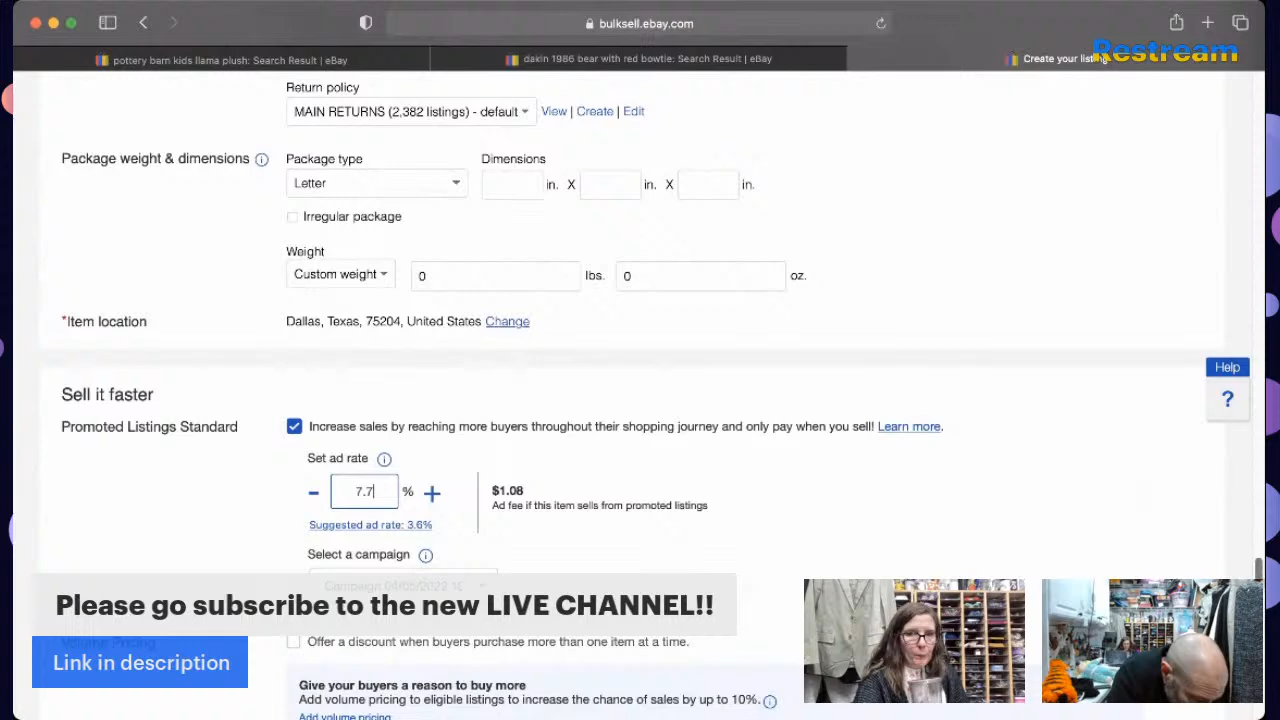 bulksell.ebay.com
pottery barn kids llama plush: Search Result | eBay
dakin 1986 bear with red bowtie: Search Result | eBay
Create your listing
Restream
Return policy
MAIN RETURNS (2,382 listings) - default
View | Create | Edit
Package weight & dimensions
Package type
Dimensions
Letter
in. X in. X in.
Irregular package
Weight
Custom weight
0 lbs. 0 oz.
*Item location
Dallas, Texas, 75204, United States Change
Help
?
Sell it faster
Promoted Listings Standard
Increase sales by reaching more buyers throughout their shopping journey and only pay when you sell! Learn more.
Set ad rate
- 7.7 % +
$1.08
Ad fee if this item sells from promoted listings
Suggested ad rate: 3.6%
Select a campaign
Please go subscribe to the new LIVE CHANNEL!!
Volume Pricing
Offer a discount when buyers purchase more than one item at a time.
Link in description
Give your buyers a reason to buy more
Add volume pricing to eligible listings to increase the chance of sales by up to 10%.
Add volume pricing